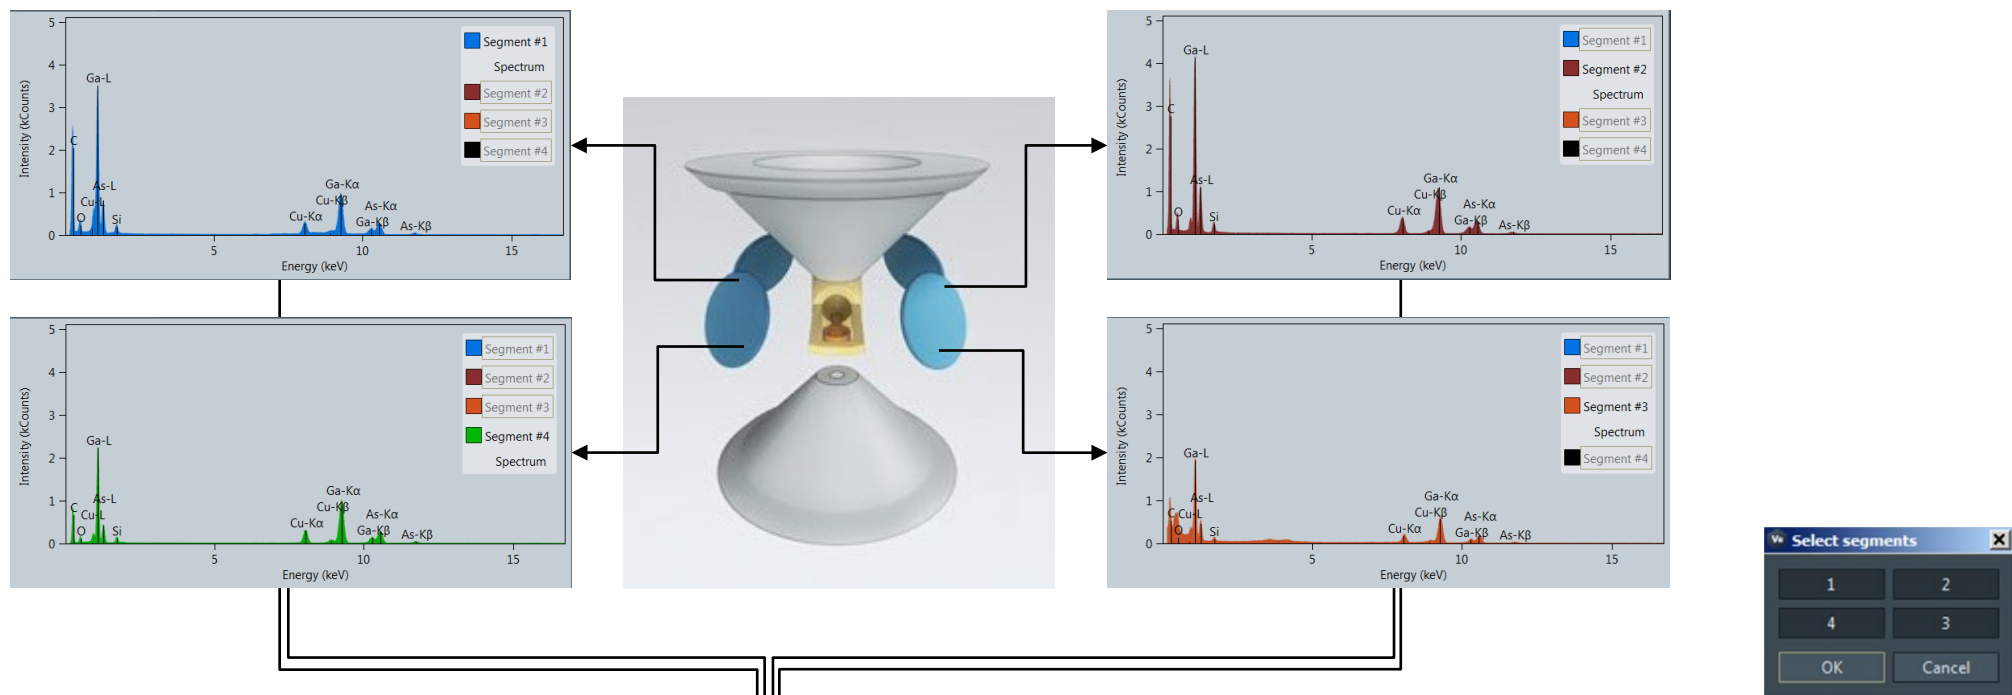 5
4
3
2
1
0
Intensity (kCounts)
C
O
Cu-L
Ga-L
As-L
Si
Cu-Kα
Cu-Kβ
Ga-Kα
Ga-Kβ
As-Kα
As-Kβ
5
10
15
Energy (keV)
Segment #1
Spectrum
Segment #2
Segment #3
Segment #4
5
4
3
2
1
0
Intensity (kCounts)
C
O
Ga-L
As-L
Si
Cu-Kα
Cu-Kβ
Ga-Kα
Ga-Kβ
As-Kα
As-Kβ
5
10
15
Energy (keV)
Segment #1
Segment #2
Spectrum
Segment #3
Segment #4
5
4
3
2
1
0
Intensity (kCounts)
C
O
Cu-L
Ga-L
As-L
Si
Cu-Kα
Cu-Kβ
Ga-Kα
Ga-Kβ
As-Kα
As-Kβ
5
10
15
Energy (keV)
Segment #1
Segment #2
Segment #3
Segment #4
Spectrum
5
4
3
2
1
0
Intensity (kCounts)
C
O
Cu-L
Ga-L
As-L
Si
Cu-Kα
Cu-Kβ
Ga-Kα
Ga-Kβ
As-Kα
As-Kβ
5
10
15
Energy (keV)
Segment #1
Segment #2
Segment #3
Spectrum
Segment #4
Ve Select segments
1 2
4 3
OK Cancel